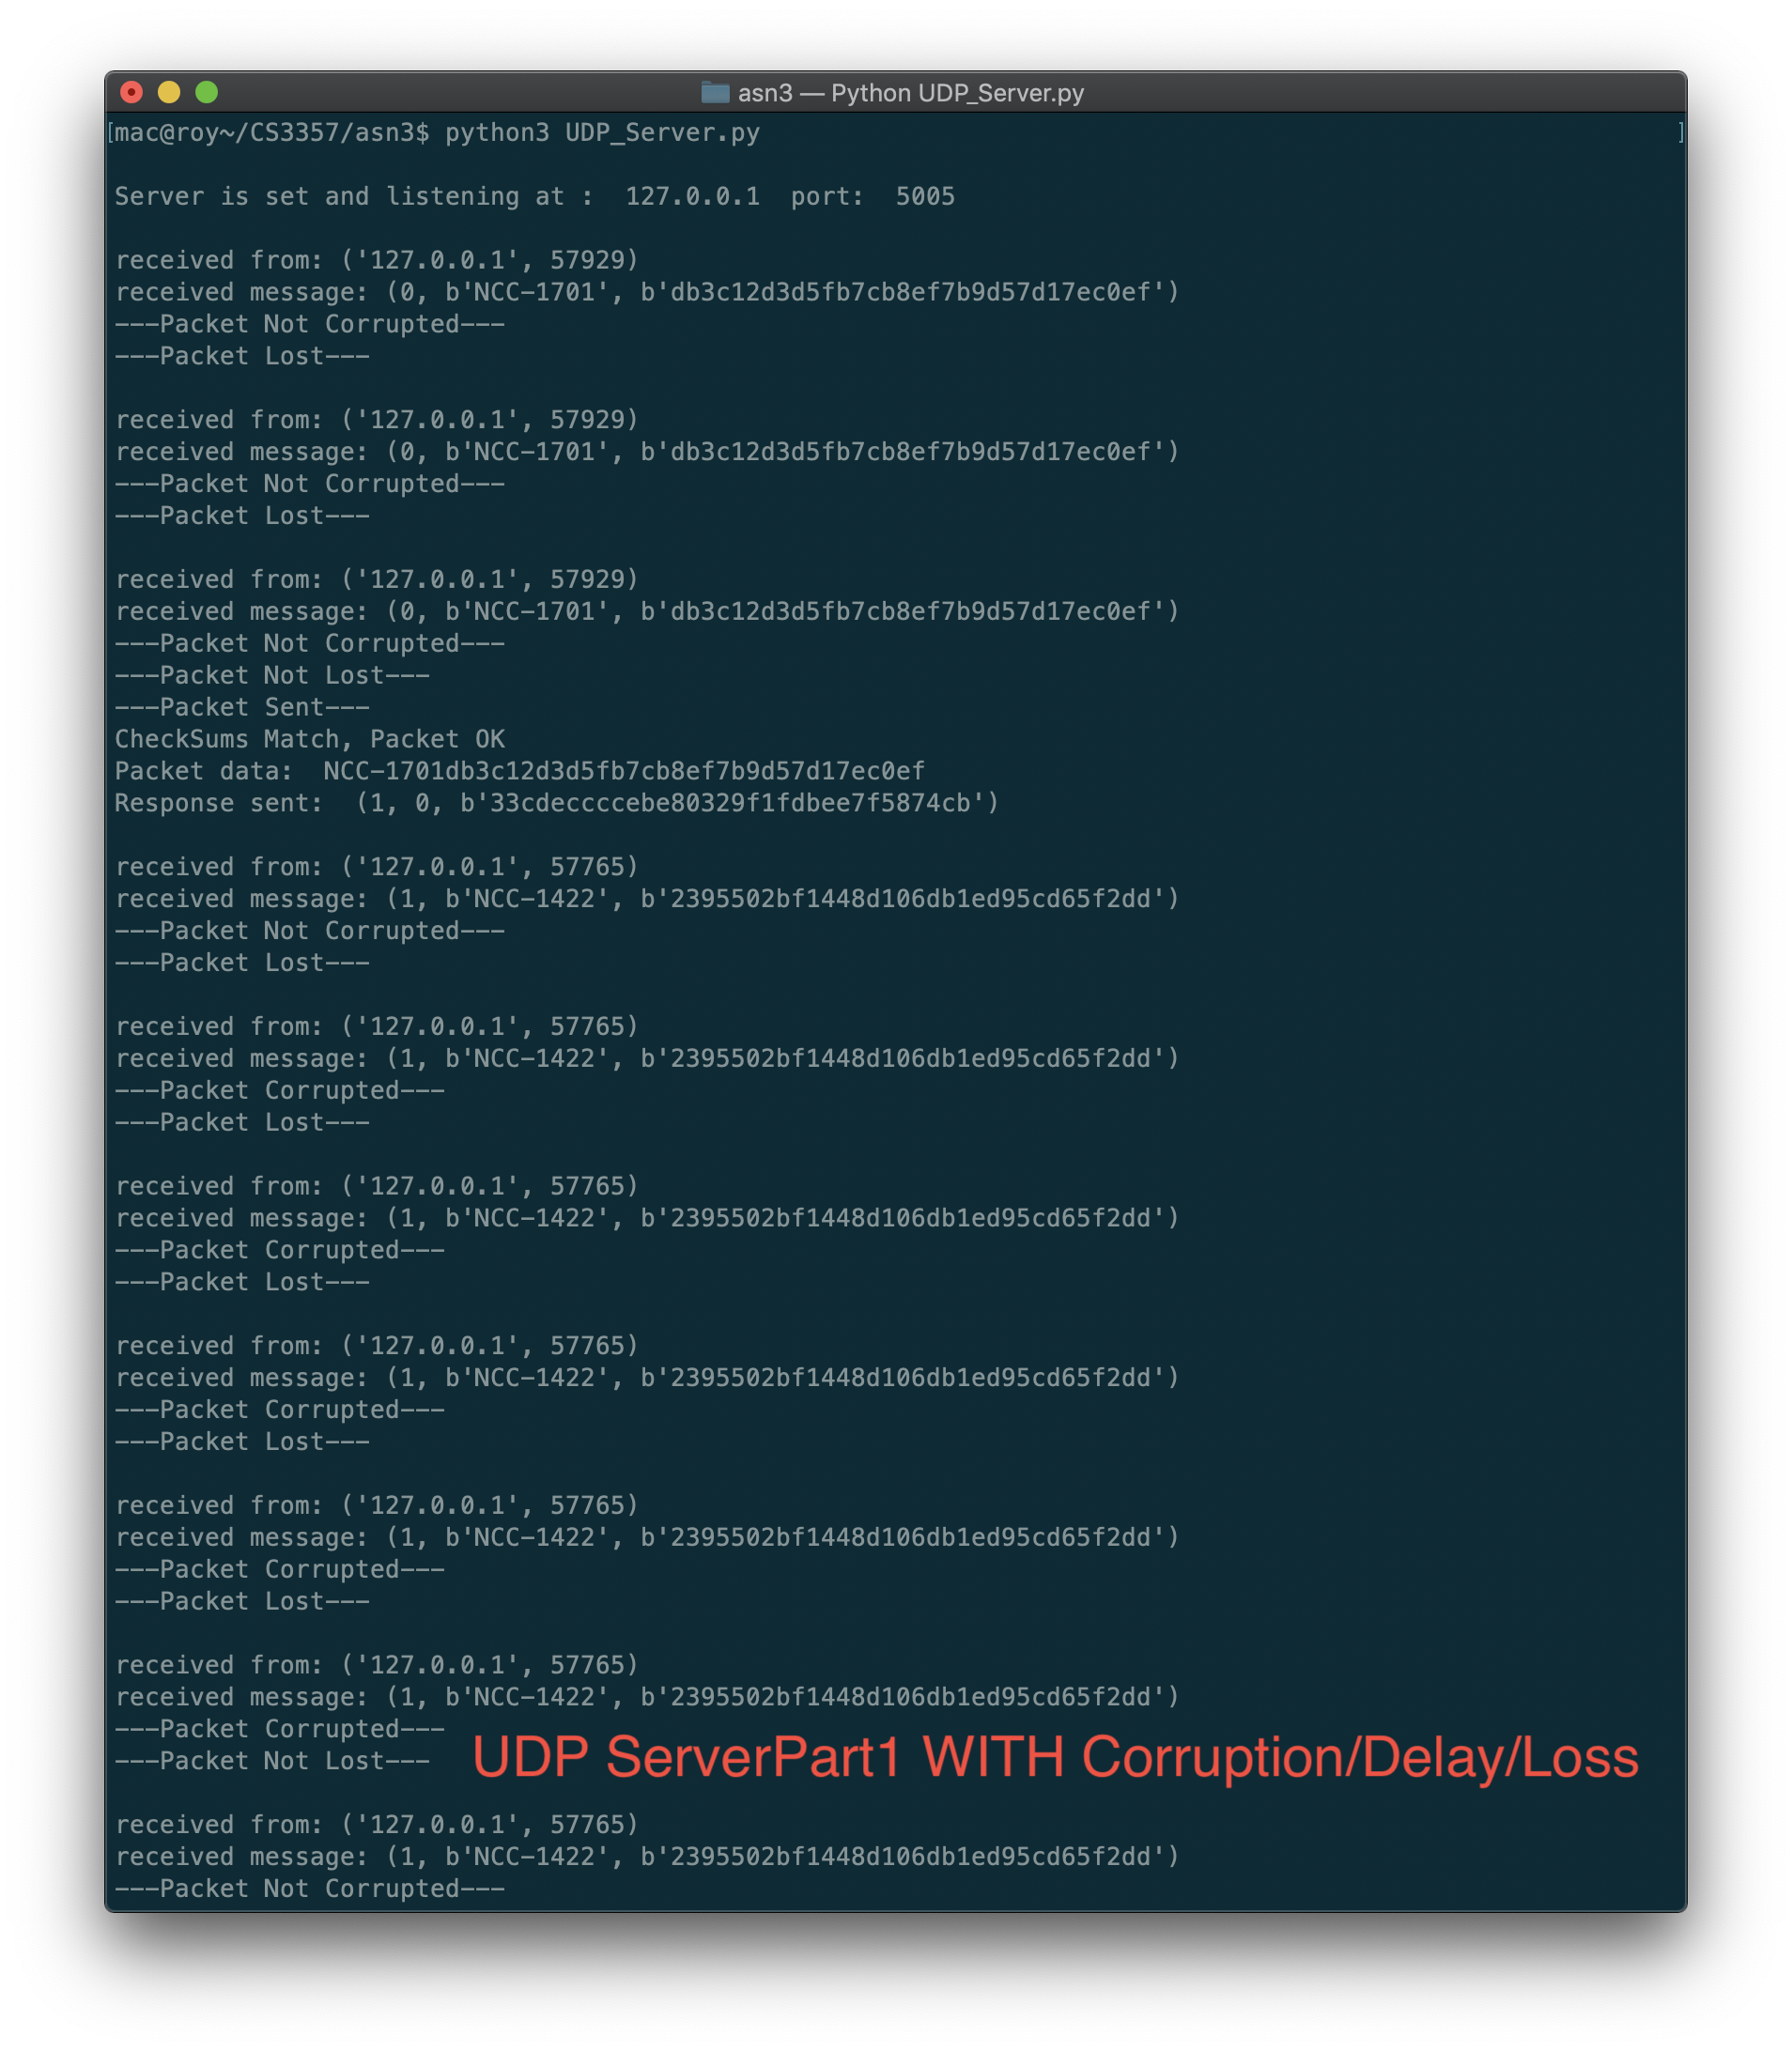 asn3 — Python UDP_Server.py
[mac@roy~/CS3357/asn3$ python3 UDP_Server.py ]
Server is set and listening at :  127.0.0.1  port:  5005
received from: ('127.0.0.1', 57929)
received message: (0, b'NCC-1701', b'db3c12d3d5fb7cb8ef7b9d57d17ec0ef')
---Packet Not Corrupted---
---Packet Lost---
received from: ('127.0.0.1', 57929)
received message: (0, b'NCC-1701', b'db3c12d3d5fb7cb8ef7b9d57d17ec0ef')
---Packet Not Corrupted---
---Packet Lost---
received from: ('127.0.0.1', 57929)
received message: (0, b'NCC-1701', b'db3c12d3d5fb7cb8ef7b9d57d17ec0ef')
---Packet Not Corrupted---
---Packet Not Lost---
---Packet Sent---
CheckSums Match, Packet OK
Packet data:  NCC-1701db3c12d3d5fb7cb8ef7b9d57d17ec0ef
Response sent:  (1, 0, b'33cdeccccebe80329f1fdbee7f5874cb')
received from: ('127.0.0.1', 57765)
received message: (1, b'NCC-1422', b'2395502bf1448d106db1ed95cd65f2dd')
---Packet Not Corrupted---
---Packet Lost---
received from: ('127.0.0.1', 57765)
received message: (1, b'NCC-1422', b'2395502bf1448d106db1ed95cd65f2dd')
---Packet Corrupted---
---Packet Lost---
received from: ('127.0.0.1', 57765)
received message: (1, b'NCC-1422', b'2395502bf1448d106db1ed95cd65f2dd')
---Packet Corrupted---
---Packet Lost---
received from: ('127.0.0.1', 57765)
received message: (1, b'NCC-1422', b'2395502bf1448d106db1ed95cd65f2dd')
---Packet Corrupted---
---Packet Lost---
received from: ('127.0.0.1', 57765)
received message: (1, b'NCC-1422', b'2395502bf1448d106db1ed95cd65f2dd')
---Packet Corrupted---
---Packet Lost---
received from: ('127.0.0.1', 57765)
received message: (1, b'NCC-1422', b'2395502bf1448d106db1ed95cd65f2dd')
---Packet Corrupted---
---Packet Not Lost---
UDP ServerPart1 WITH Corruption/Delay/Loss
received from: ('127.0.0.1', 57765)
received message: (1, b'NCC-1422', b'2395502bf1448d106db1ed95cd65f2dd')
---Packet Not Corrupted---